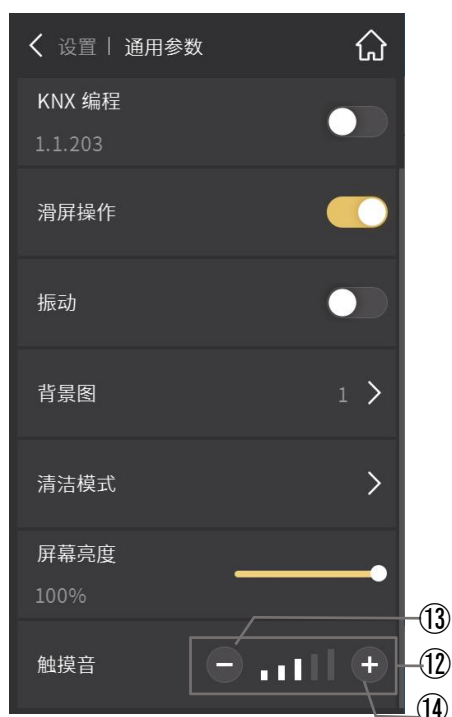 设置 | 通用参数
KNX 编程
1.1.203
滑屏操作
振动
背景图 1
清洁模式
屏幕亮度
100%
⑬
触摸音 ⑫
⑭